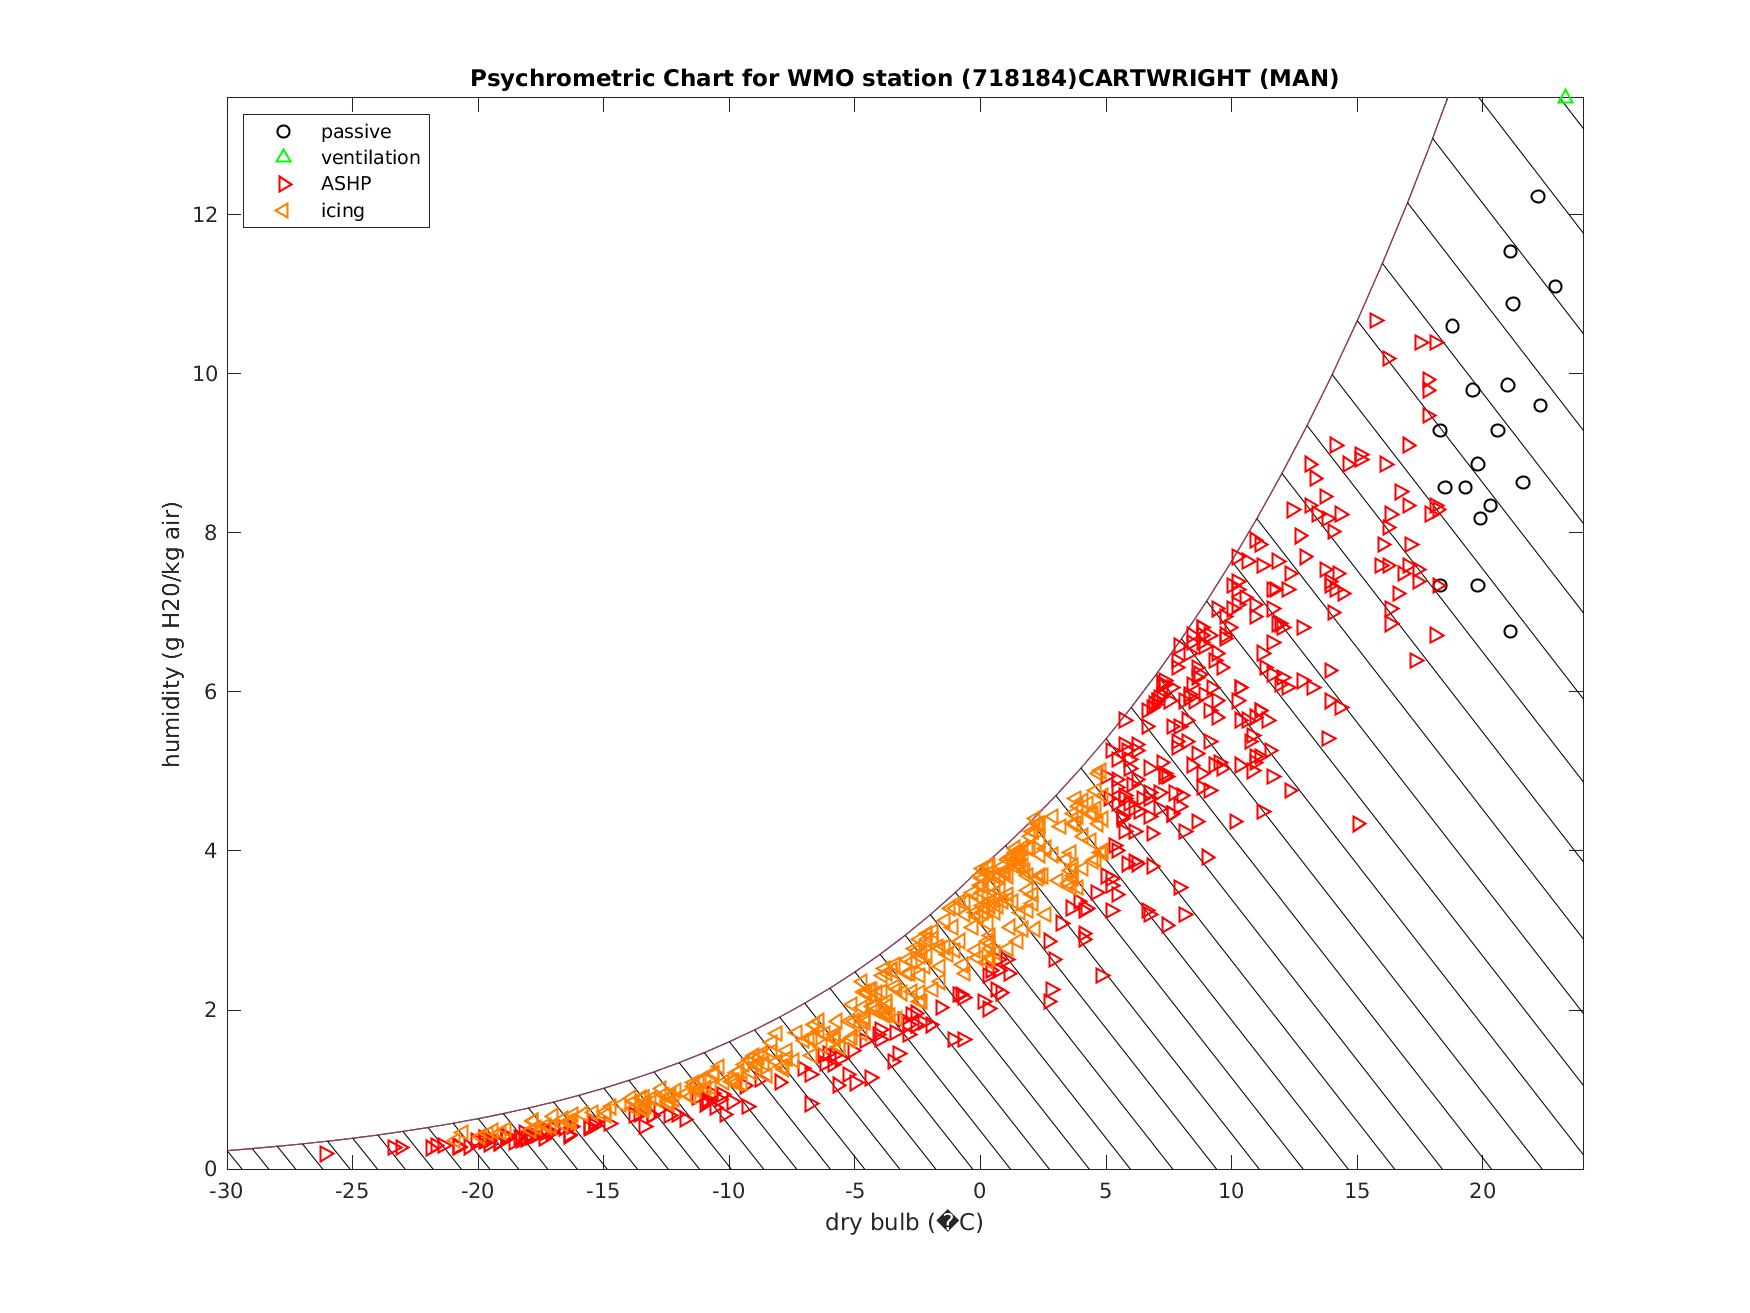 Psychrometric Chart for WMO station (718184)CARTWRIGHT (MAN)
passive
ventilation
ASHP
icing
humidity (g H20/kg air)
12
10
8
6
4
2
0
-30 -25 -20 -15 -10 -5 0 5 10 15 20
dry bulb (�C)